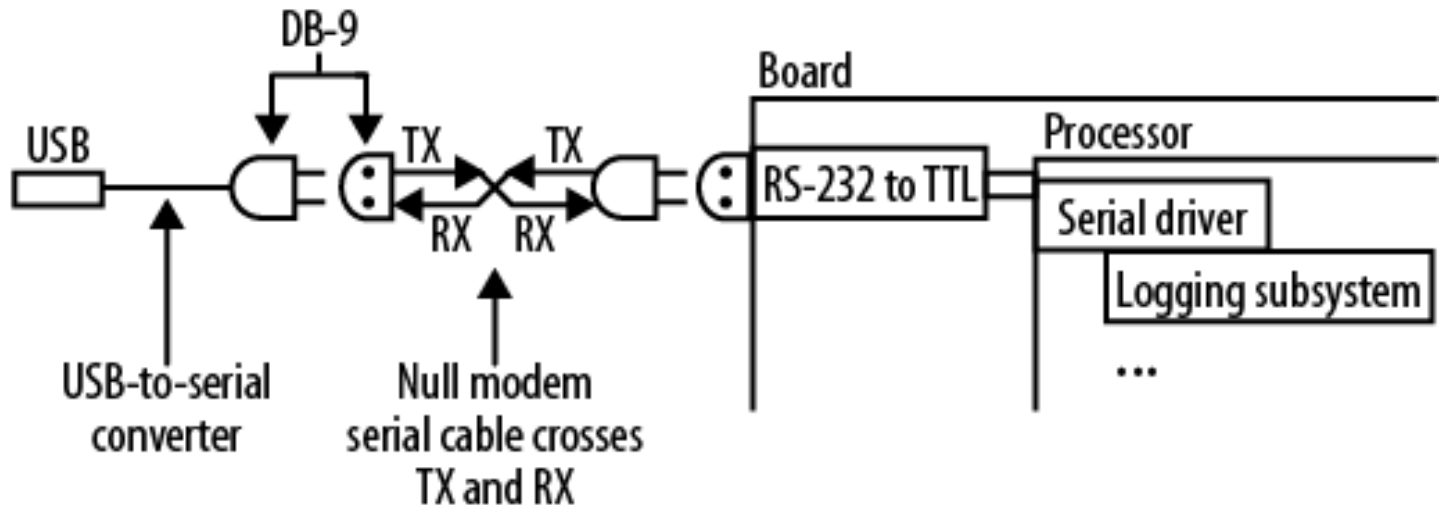 DB-9
Board
USB
TX
TX
Processor
RS-232 to TTL
RX
RX
Serial driver
Logging subsystem
...
USB-to-serial
converter
Null modem
serial cable crosses
TX and RX